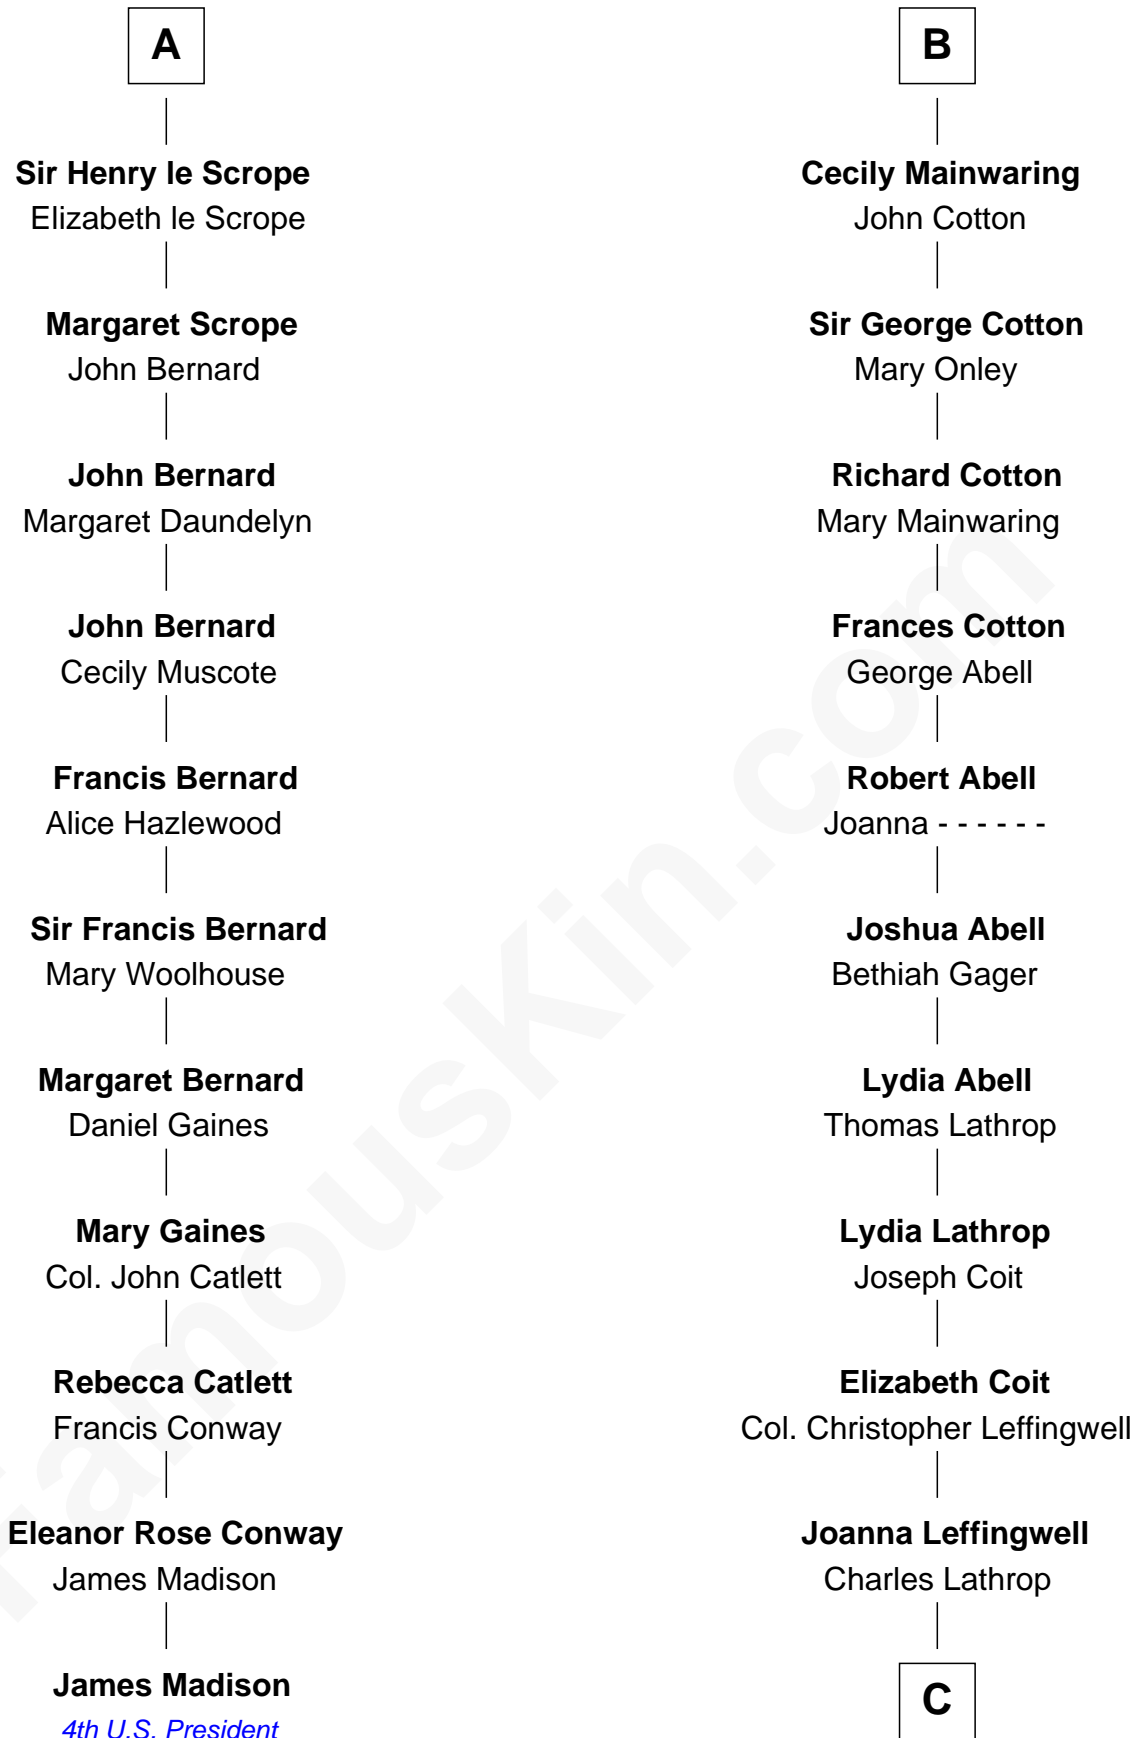 A
Sir Henry le Scrope
Elizabeth le Scrope
Margaret Scrope
John Bernard
John Bernard
Margaret Daundelyn
John Bernard
Cecily Muscote
Francis Bernard
Alice Hazlewood
Sir Francis Bernard
Mary Woolhouse
Margaret Bernard
Daniel Gaines
Mary Gaines
Col. John Catlett
Rebecca Catlett
Francis Conway
Eleanor Rose Conway
James Madison
James Madison
4th U.S. President
B
Cecily Mainwaring
John Cotton
Sir George Cotton
Mary Onley
Richard Cotton
Mary Mainwaring
Frances Cotton
George Abell
Robert Abell
Joanna - - - - - -
Joshua Abell
Bethiah Gager
Lydia Abell
Thomas Lathrop
Lydia Lathrop
Joseph Coit
Elizabeth Coit
Col. Christopher Leffingwell
Joanna Leffingwell
Charles Lathrop
C
FamousKin.com